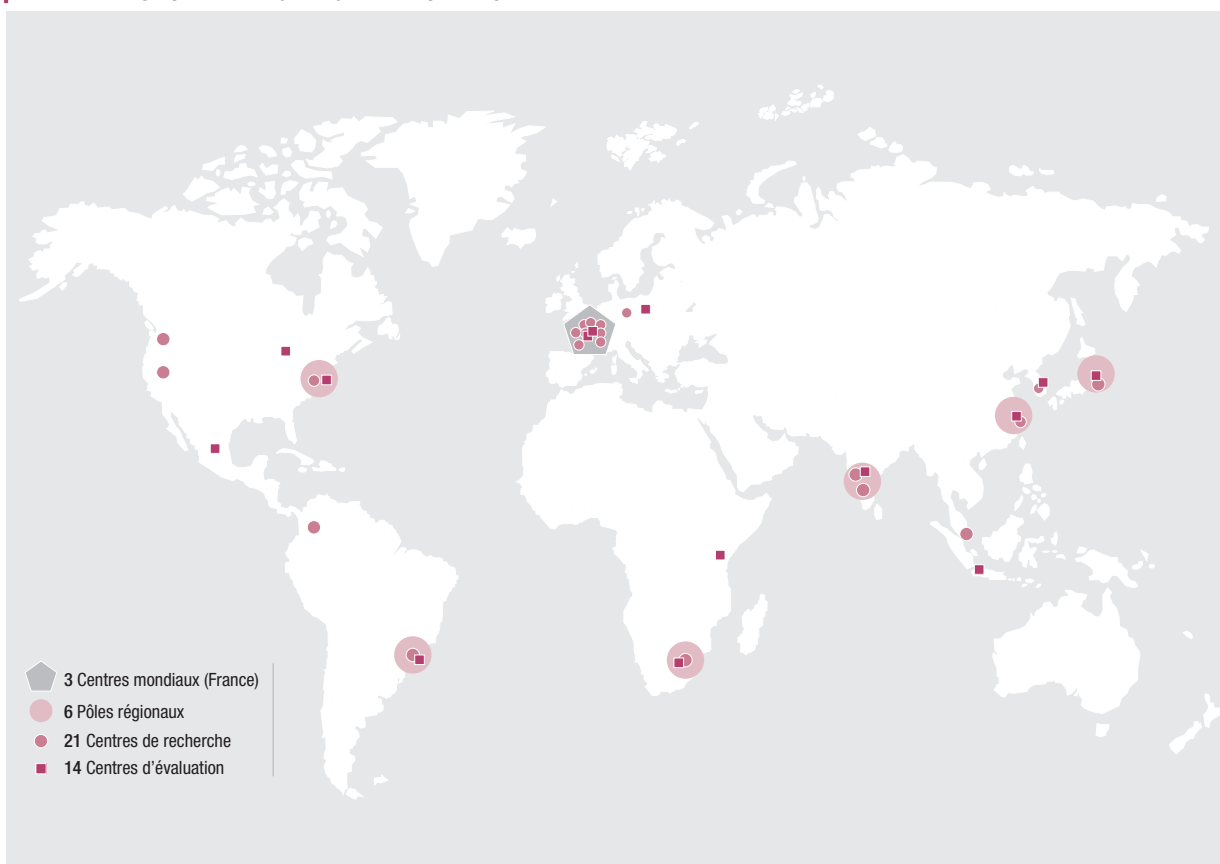 3 Centres mondiaux (France)
6 Pôles régionaux
21 Centres de recherche
14 Centres d'évaluation